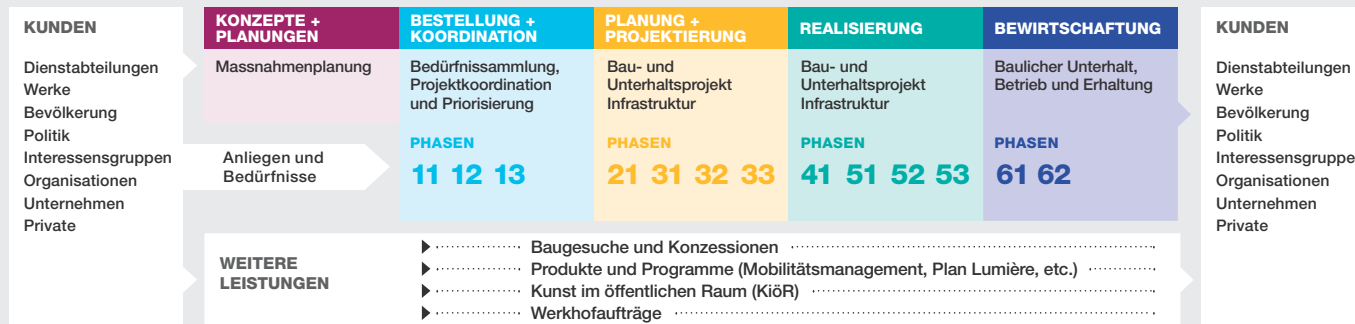 KUNDEN
Dienstabteilungen
Werke
Bevölkerung
Politik
Interessensgruppen
Organisationen
Unternehmen
Private
KONZEPTE +
PLANUNGEN
Massnahmenplanung
Anliegen und
Bedürfnisse
BESTELLUNG +
KOORDINATION
Bedürfnissammlung,
Projektkoordination
und Priorisierung
PHASEN
11 12 13
PLANUNG +
PROJEKTIERUNG
Bau- und
Unterhaltsprojekt
Infrastruktur
PHASEN
21 31 32 33
REALISIERUNG
Bau- und
Unterhaltsprojekt
Infrastruktur
PHASEN
41 51 52 53
BEWIRTSCHAFTUNG
Baulicher Unterhalt,
Betrieb und Erhaltung
PHASEN
61 62
WEITERE
LEISTUNGEN
Baugesuche und Konzessionen
Produkte und Programme (Mobilitätsmanagement, Plan Lumière, etc.)
Kunst im öffentlichen Raum (KiöR)
Werkhofaufträge
KUNDEN
Dienstabteilungen
Werke
Bevölkerung
Politik
Interessensgruppe
Organisationen
Unternehmen
Private